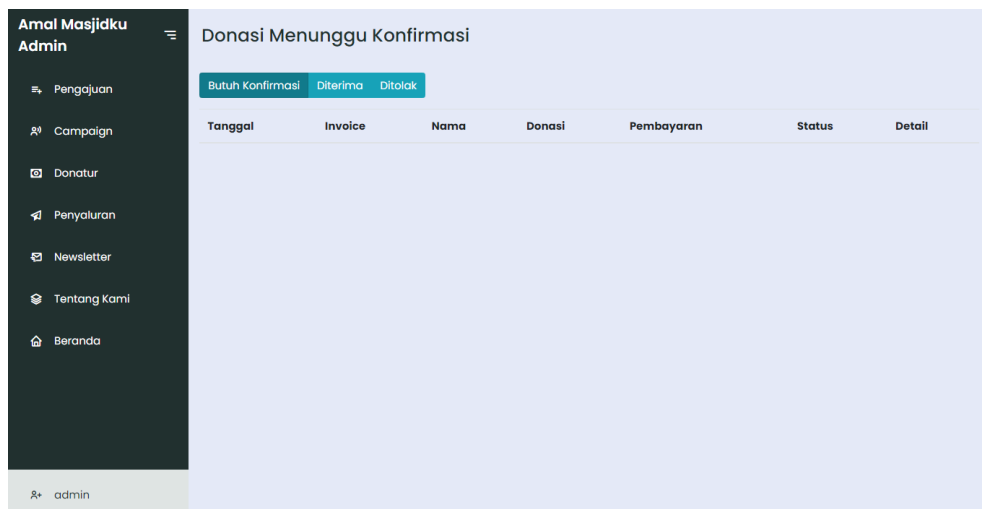 Amal Masjidku
Admin
Pengajuan
Campaign
Donatur
Penyaluran
Newsletter
Tentang Kami
Beranda
admin
Donasi Menunggu Konfirmasi
Butuh Konfirmasi Diterima Ditolak
Tanggal Invoice Nama Donasi Pembayaran Status Detail